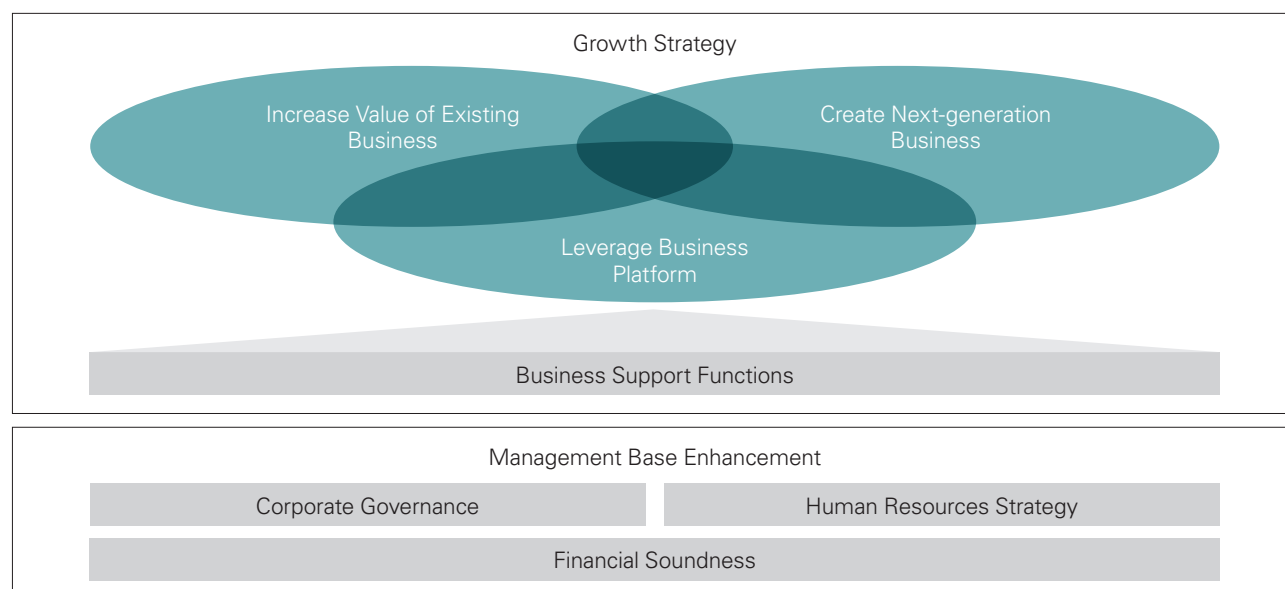 Growth Strategy
Increase Value of Existing
Business
Create Next-generation
Business
Leverage Business
Platform
Business Support Functions
Management Base Enhancement
Corporate Governance
Human Resources Strategy
Financial Soundness